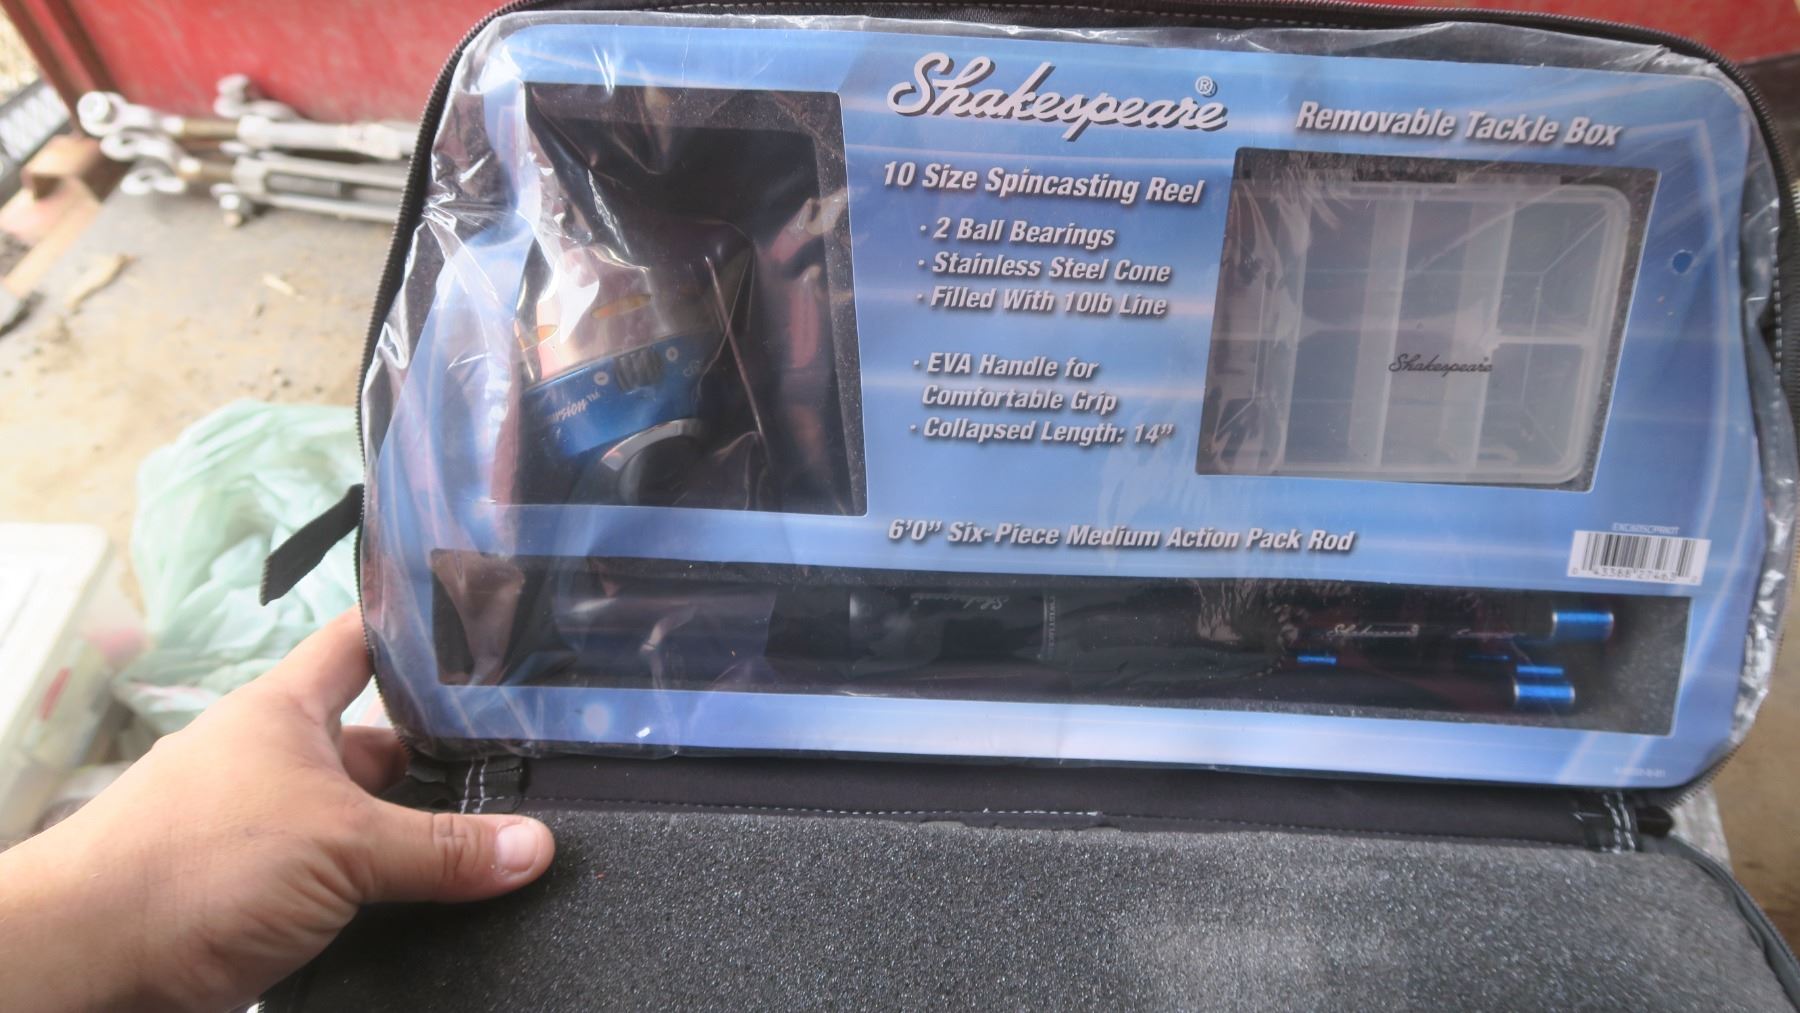 Shakespeare®
Removable Tackle Box
10 Size Spincasting Reel
· 2 Ball Bearings
· Stainless Steel Cone
· Filled With 10lb Line
· EVA Handle for
Comfortable Grip
· Collapsed Length: 14”
Shakespeare®
6’0” Six-Piece Medium Action Pack Rod
Shakespeare
Shakespeare